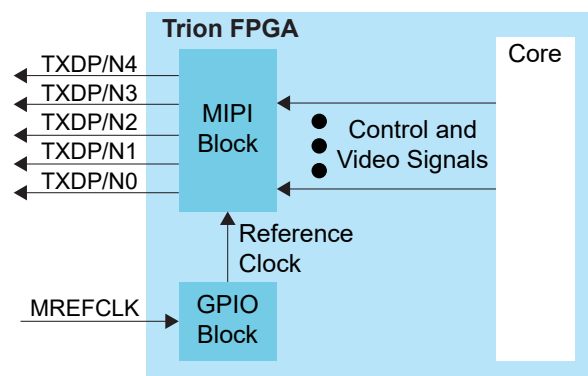 Trion FPGA
TXDP/N4
TXDP/N3
TXDP/N2
TXDP/N1
TXDP/N0
MIPI
Block
Control and
Video Signals
Core
Reference
Clock
MREFCLK
GPIO
Block